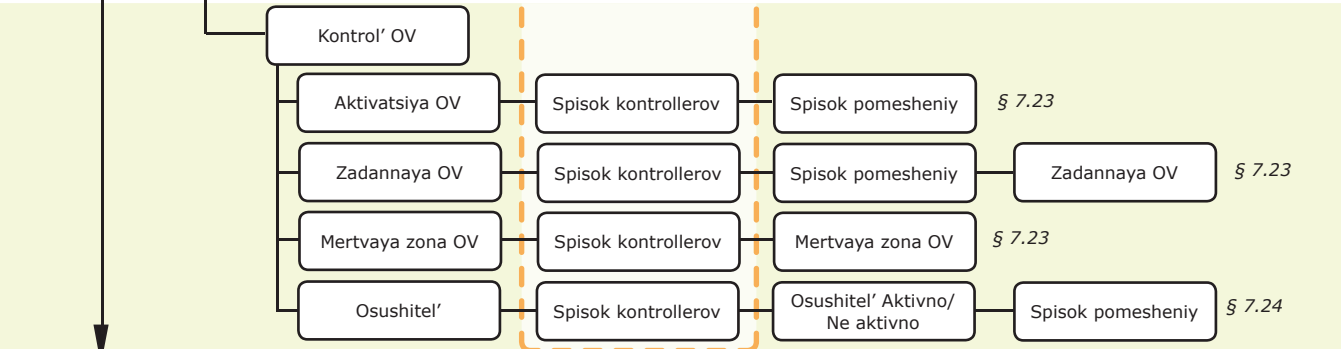 Kontrol’ OV
Aktivatsiya OV
Spisok kontrollerov
Spisok pomesheniy
§ 7.23
Zadannaya OV
Spisok kontrollerov
Spisok pomesheniy
Zadannaya OV
§ 7.23
Mertvaya zona OV
Spisok kontrollerov
Mertvaya zona OV
§ 7.23
Osushitel’
Spisok kontrollerov
Osushitel’ Aktivno/
Ne aktivno
Spisok pomesheniy
§ 7.24